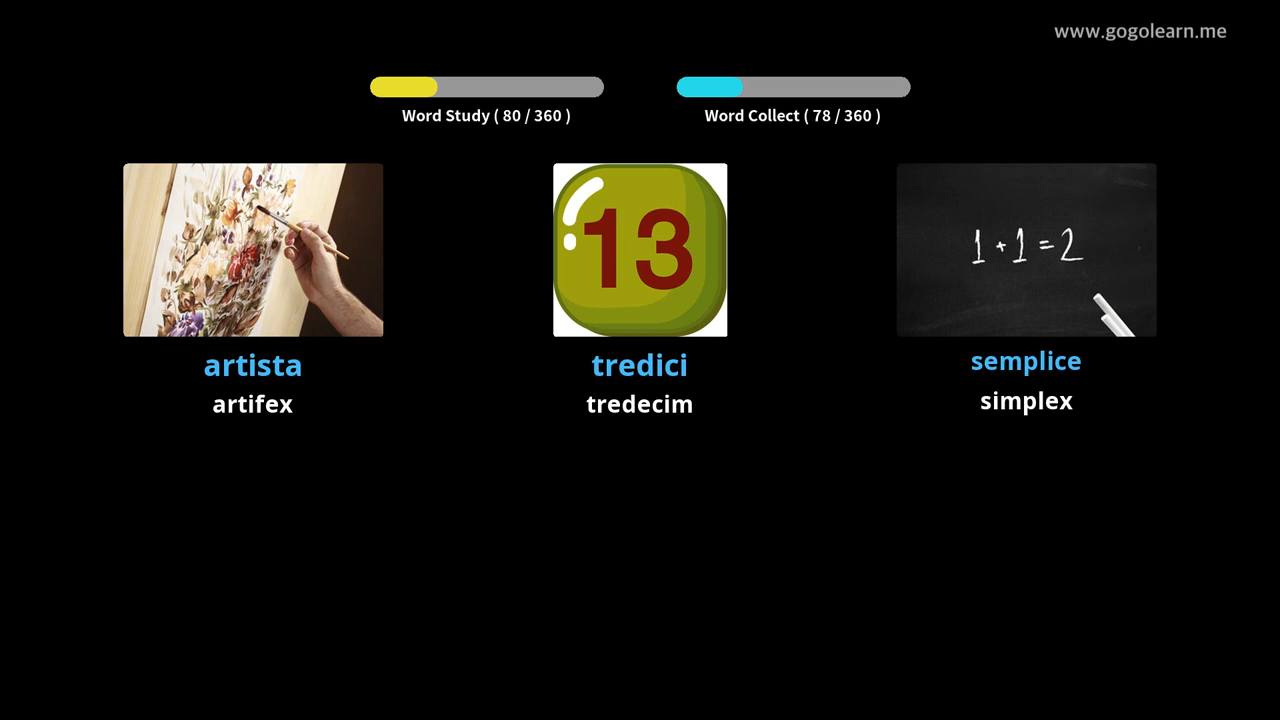 www.gogolearn.me
Word Study ( 80 / 360 )
Word Collect ( 78 / 360 )
13
1 + 1 = 2
artista
tredici
semplice
artifex
tredecim
simplex